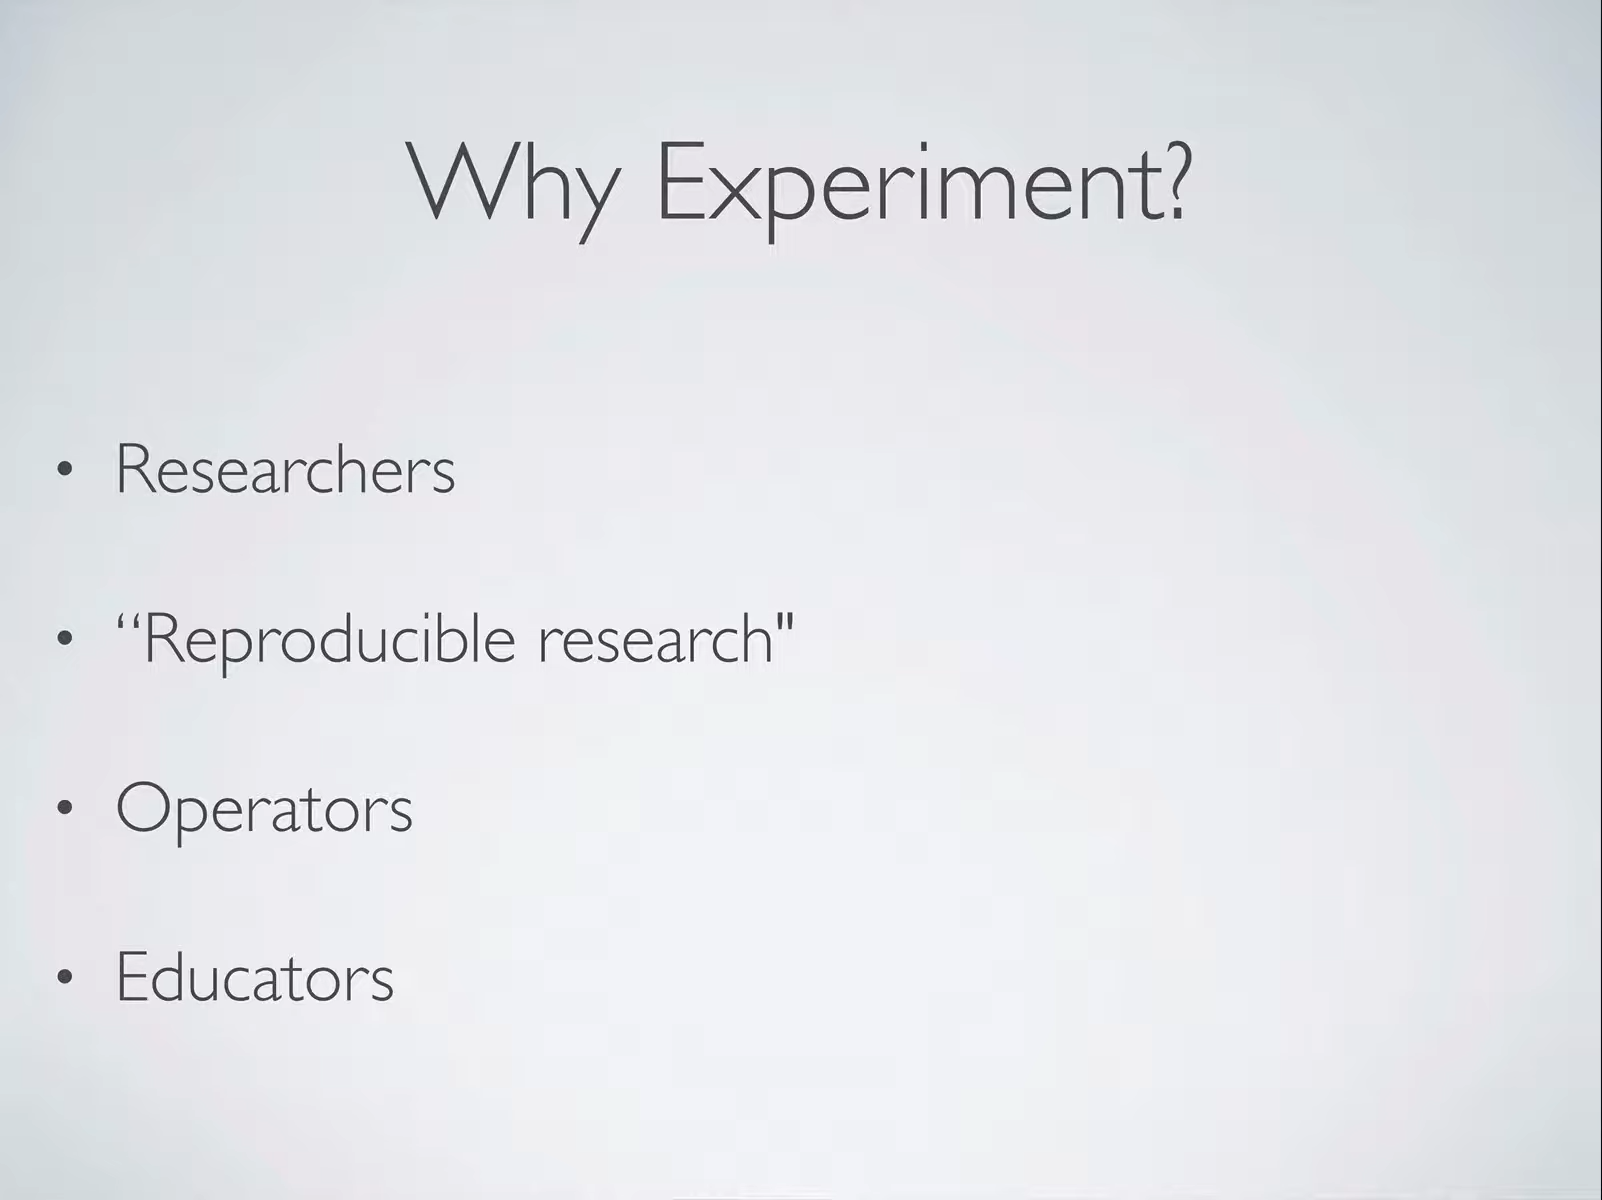 Why Experiment?
• Researchers
• “Reproducible research"
• Operators
• Educators